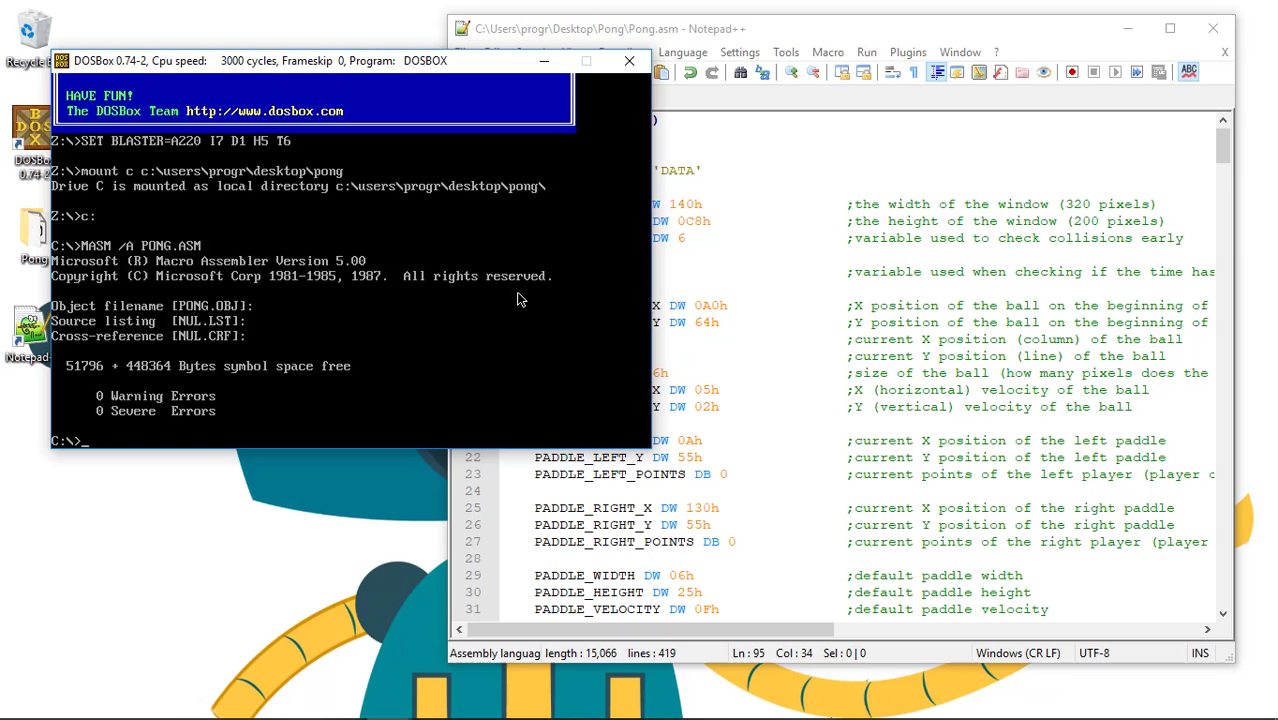 Recycle B
DOSBox
0.74-2
Pong
Notepad-
C:\Users\progr\Desktop\Pong\Pong.asm - Notepad++
Language Settings Tools Macro Run Plugins Window ?
X
ABC
DOSBox 0.74-2, Cpu speed: 3000 cycles, Frameskip 0, Program: DOSBOX
HAVE FUN!
The DOSBox Team http://www.dosbox.com
Z:\>SET BLASTER=A220 I7 D1 H5 T6
Z:\>mount c c:\users\progr\desktop\pong
Drive C is mounted as local directory c:\users\progr\desktop\pong\
Z:\>c:
C:\>MASM /A PONG.ASM
Microsoft (R) Macro Assembler Version 5.00
Copyright (C) Microsoft Corp 1981-1985, 1987. All rights reserved.
Object filename [PONG.OBJ]:
Source listing [NUL.LST]:
Cross-reference [NUL.CRF]:
51796 + 448364 Bytes symbol space free
0 Warning Errors
0 Severe Errors
C:\>_
)
'DATA'
DW 140h ;the width of the window (320 pixels)
DW 0C8h ;the height of the window (200 pixels)
DW 6 ;variable used to check collisions early
;variable used when checking if the time has
X DW 0A0h ;X position of the ball on the beginning of
Y DW 64h ;Y position of the ball on the beginning of
;current X position (column) of the ball
;current Y position (line) of the ball
6h ;size of the ball (how many pixels does the
X DW 05h ;X (horizontal) velocity of the ball
Y DW 02h ;Y (vertical) velocity of the ball
DW 0Ah ;current X position of the left paddle
22 PADDLE_LEFT_Y DW 55h ;current Y position of the left paddle
23 PADDLE_LEFT_POINTS DB 0 ;current points of the left player (player o
24
25 PADDLE_RIGHT_X DW 130h ;current X position of the right paddle
26 PADDLE_RIGHT_Y DW 55h ;current Y position of the right paddle
27 PADDLE_RIGHT_POINTS DB 0 ;current points of the right player (player
28
29 PADDLE_WIDTH DW 06h ;default paddle width
30 PADDLE_HEIGHT DW 25h ;default paddle height
31 PADDLE_VELOCITY DW 0Fh ;default paddle velocity
Assembly languag length : 15,066 lines : 419 Ln : 95 Col : 34 Sel : 0 | 0 Windows (CR LF) UTF-8 INS